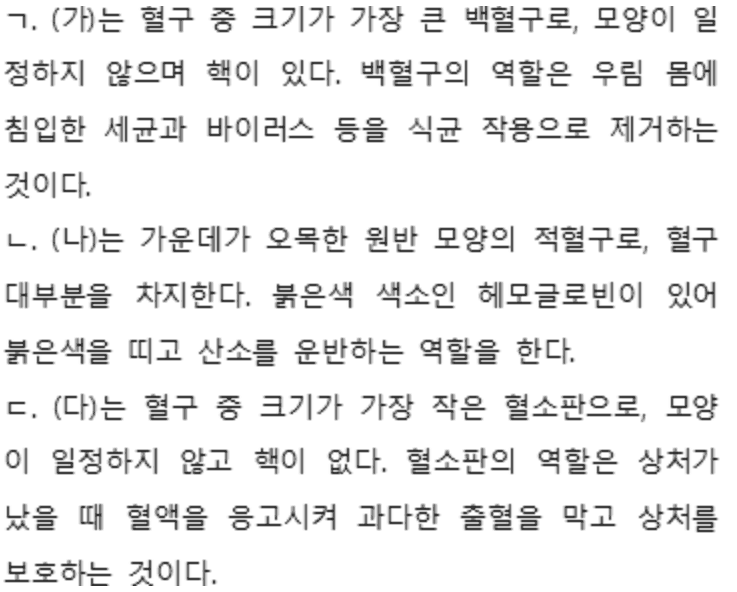 ㄱ. (가)는 혈구 중 크기가 가장 큰 백혈구로, 모양이 일
정하지 않으며 핵이 있다. 백혈구의 역할은 우림 몸에
침입한 세균과 바이러스 등을 식균 작용으로 제거하는
것이다.
ㄴ. (나)는 가운데가 오목한 원반 모양의 적혈구로, 혈구
대부분을 차지한다. 붉은색 색소인 헤모글로빈이 있어
붉은색을 띠고 산소를 운반하는 역할을 한다.
ㄷ. (다)는 혈구 중 크기가 가장 작은 혈소판으로, 모양
이 일정하지 않고 핵이 없다. 혈소판의 역할은 상처가
났을 때 혈액을 응고시켜 과다한 출혈을 막고 상처를
보호하는 것이다.